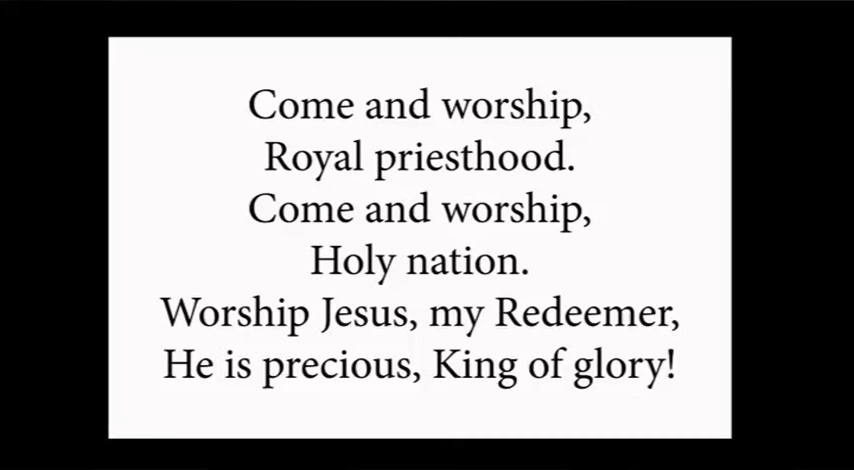 Come and worship,
Royal priesthood.
Come and worship,
Holy nation.
Worship Jesus, my Redeemer,
He is precious, King of glory!